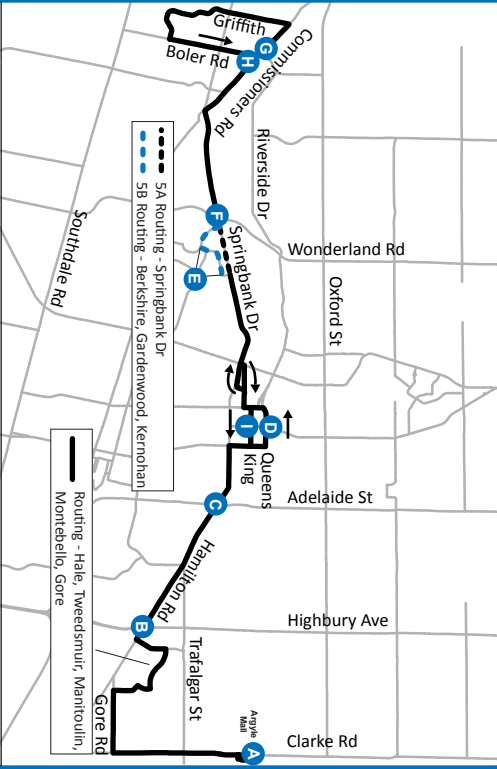 Griffith
Boler Rd
Commissioners Rd
G
H
Riverside Dr
Springbank Dr
F
E
Wonderland Rd
Oxford St
Southdale Rd
5A Routing - Springbank Dr
5B Routing - Berkshire, Gardenwood, Kernohan
D
I
Queens
King
C
Adelaide St
Hamilton Rd
B
Highbury Ave
Trafalgar St
Gore Rd
Clarke Rd
Argyle
Mall
A
Routing - Hale, Tweedsmuir, Manitoulin,
Montebello, Gore